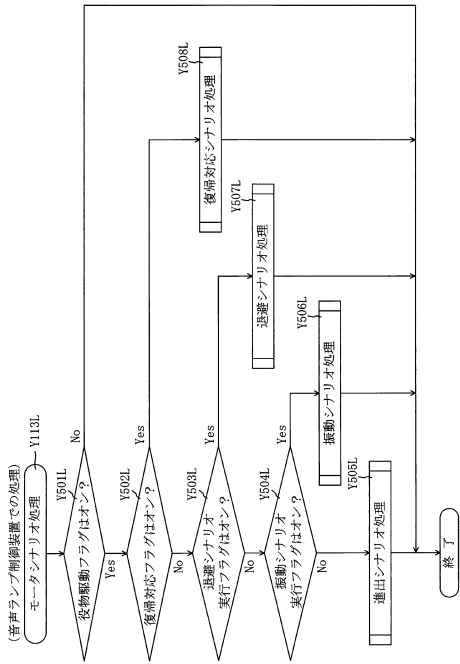 (音声ランプ制御装置での処理)
モータシナリオ処理
Y113L
役物駆動フラグはオン?
Y501L
No
Yes
復帰対応フラグはオン?
Y502L
Yes
No
退避シナリオ
実行フラグはオン?
Y503L
Yes
No
振動シナリオ
実行フラグはオン?
Y504L
Yes
No
進出シナリオ処理
Y505L
振動シナリオ処理
Y506L
退避シナリオ処理
Y507L
復帰対応シナリオ処理
Y508L
終了